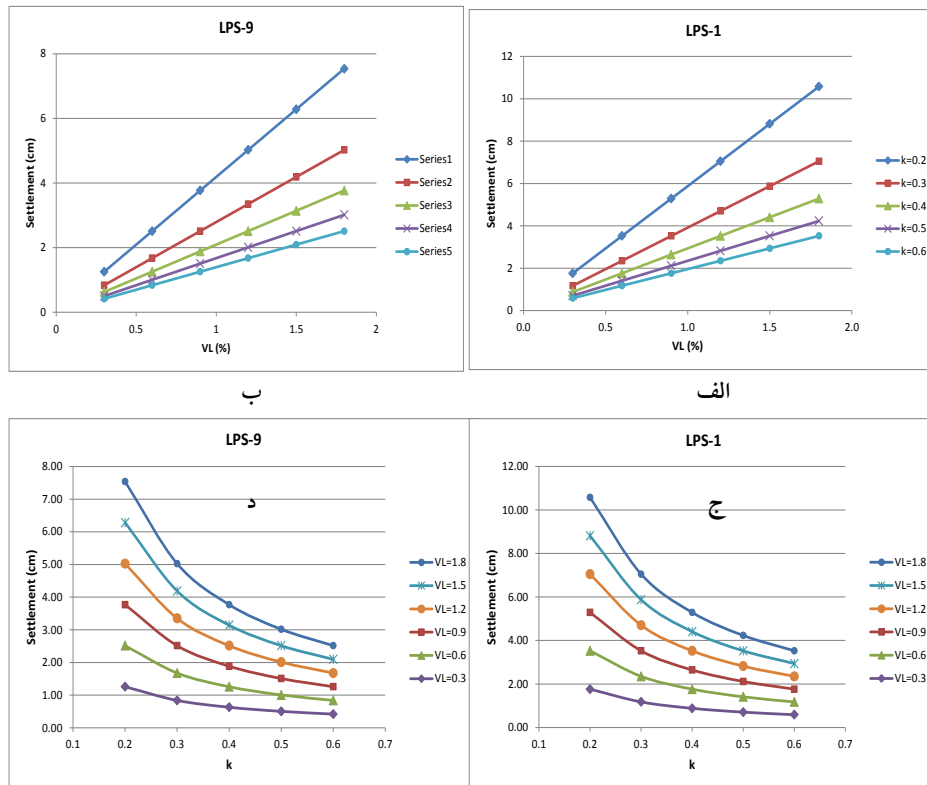 LPS-9
Settlement (cm)
8
6
4
2
0
0
0.5
1
1.5
2
VL (%)
Series1
Series2
Series3
Series4
Series5
LPS-1
Settlement (cm)
12
10
8
6
4
2
0
0.0
0.5
1.0
1.5
2.0
VL (%)
k=0.2
k=0.3
k=0.4
k=0.5
k=0.6
ب
الف
LPS-9
Settlement (cm)
8.00
7.00
6.00
5.00
4.00
3.00
2.00
1.00
0.00
0.1
0.2
0.3
0.4
0.5
0.6
0.7
k
د
VL=1.8
VL=1.5
VL=1.2
VL=0.9
VL=0.6
VL=0.3
LPS-1
Settlement (cm)
12.00
10.00
8.00
6.00
4.00
2.00
0.00
0.1
0.2
0.3
0.4
0.5
0.6
0.7
k
ج
VL=1.8
VL=1.5
VL=1.2
VL=0.9
VL=0.6
VL=0.3